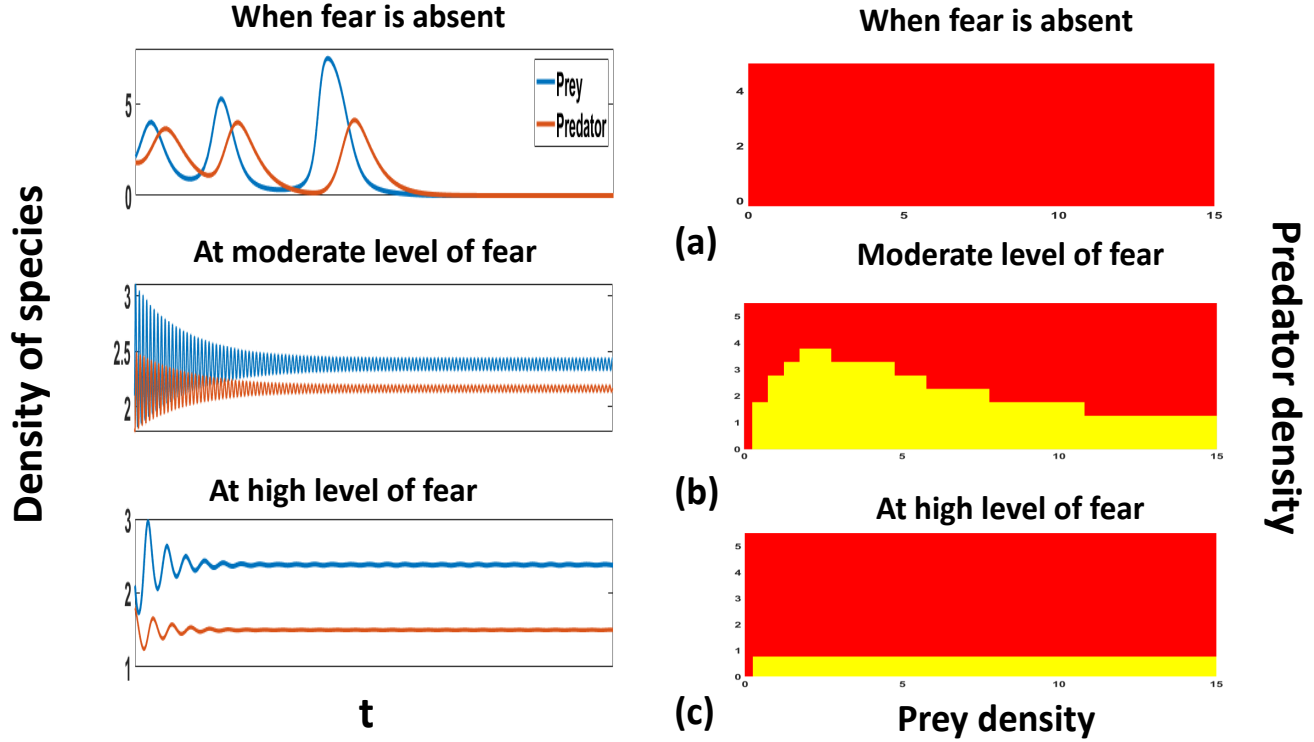 When fear is absent
When fear is absent
5
0
Prey
Predator
4
2
0
0 5 10 15
(a)
At moderate level of fear
Moderate level of fear
3
2.5
2
5
4
3
2
1
0
0 5 10 15
(b)
At high level of fear
At high level of fear
3
2
1
5
4
3
2
1
0
0 5 10 15
(c)
t
Prey density
Density of species
Predator density